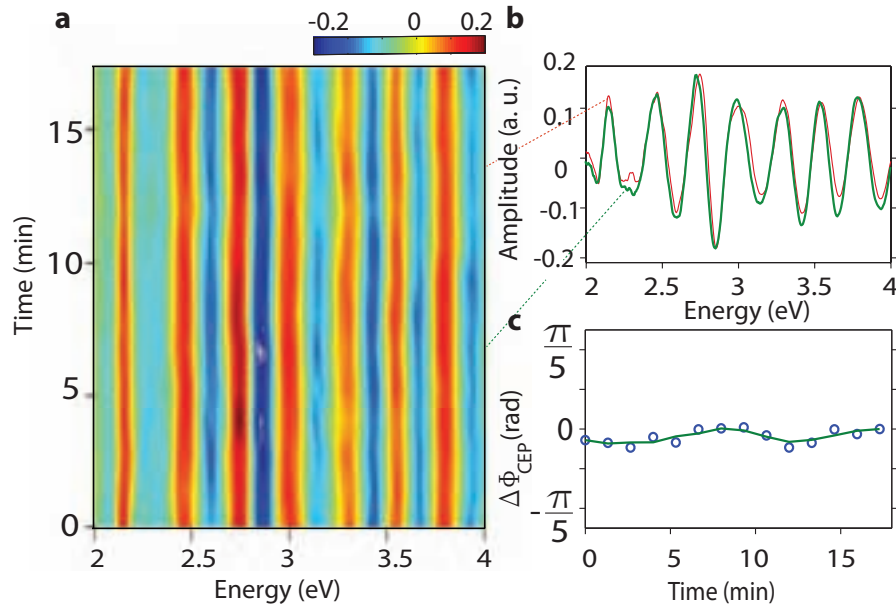 a
-0.2 0 0.2
15
10
5
0
Time (min)
2 2.5 3 3.5 4
Energy (eV)
b
0.2
0.1
0
-0.1
-0.2
Amplitude (a. u.)
2 2.5 3 3.5 4
Energy (eV)
c
π
5
0
-π
5
ΔΦCEP(rad)
0 5 10 15
Time (min)